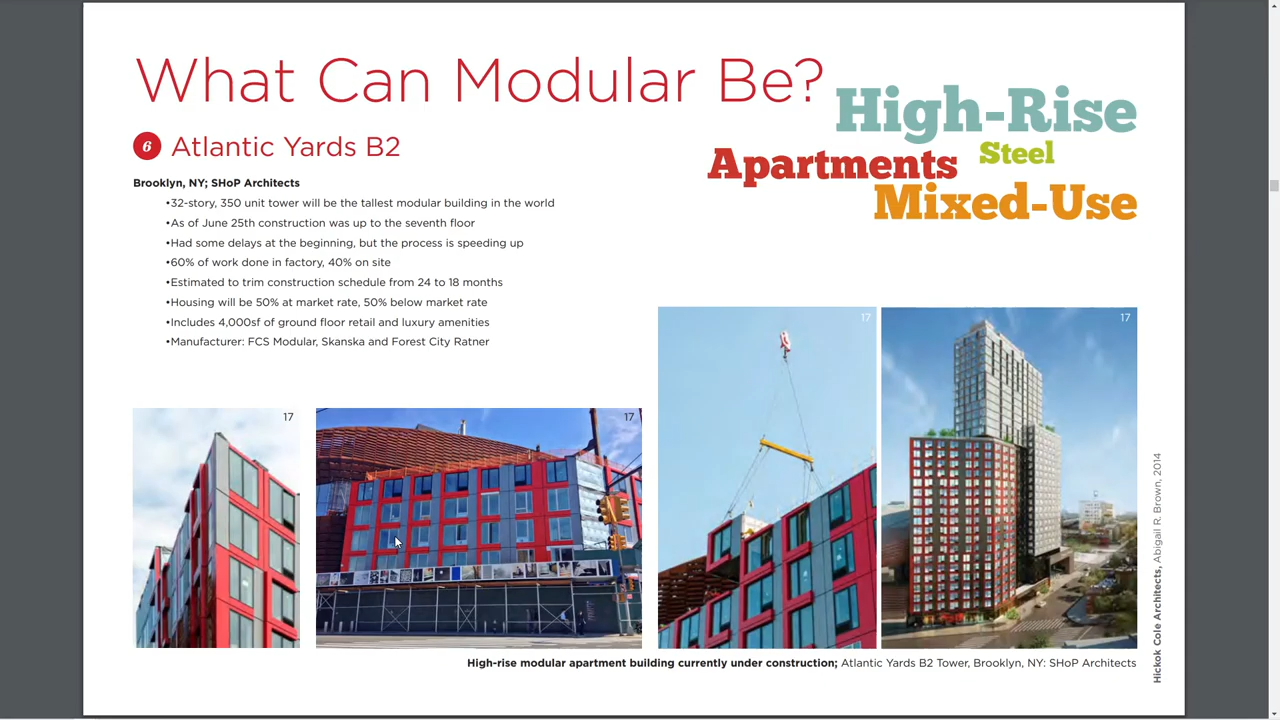 What Can Modular Be?
High-Rise
Steel
Apartments
Mixed-Use
6 Atlantic Yards B2
Brooklyn, NY; SHoP Architects
•32-story, 350 unit tower will be the tallest modular building in the world
•As of June 25th construction was up to the seventh floor
•Had some delays at the beginning, but the process is speeding up
•60% of work done in factory, 40% on site
•Estimated to trim construction schedule from 24 to 18 months
•Housing will be 50% at market rate, 50% below market rate
•Includes 4,000sf of ground floor retail and luxury amenities
•Manufacturer: FCS Modular, Skanska and Forest City Ratner
17
17
17
17
High-rise modular apartment building currently under construction; Atlantic Yards B2 Tower, Brooklyn, NY: SHoP Architects
Hickok Cole Architects, Abigail R. Brown, 2014